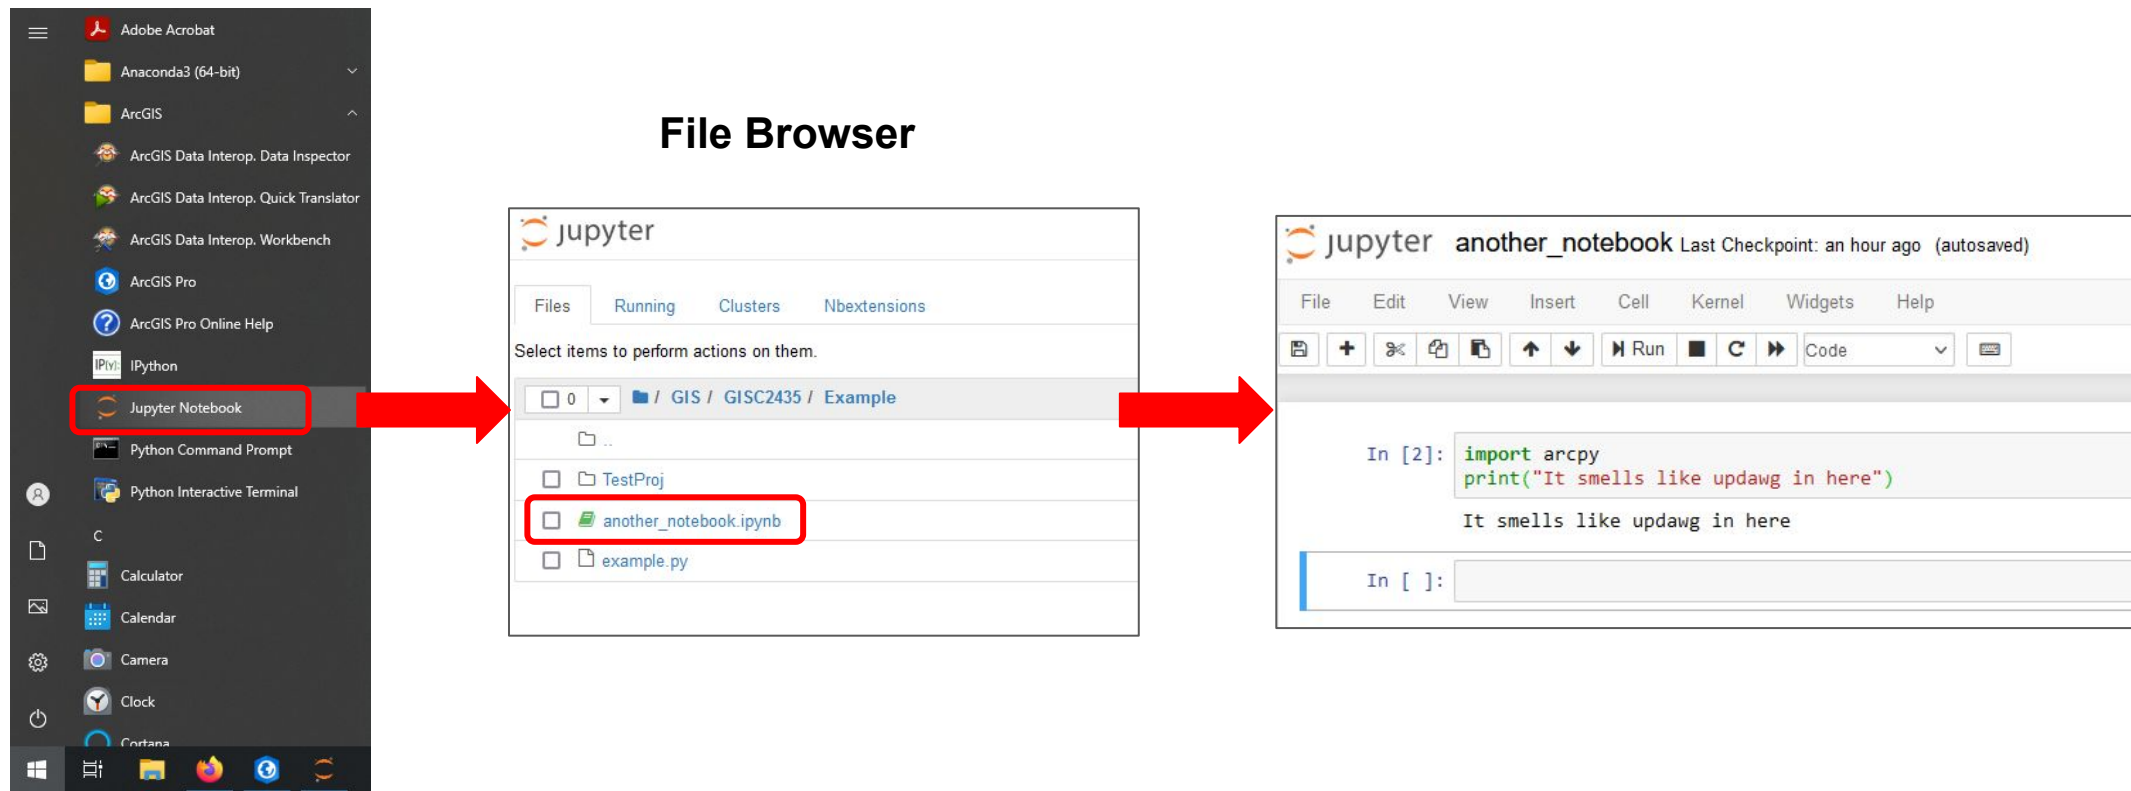 Adobe Acrobat
Anaconda3 (64-bit)
ArcGIS
ArcGIS Data Interop. Data Inspector
ArcGIS Data Interop. Quick Translator
ArcGIS Data Interop. Workbench
ArcGIS Pro
ArcGIS Pro Online Help
IP[y]: IPython
Jupyter Notebook
Python Command Prompt
Python Interactive Terminal
C
Calculator
Calendar
Camera
Clock
Cortana
File Browser
jupyter
Files Running Clusters Nbextensions
Select items to perform actions on them.
0 / GIS / GISC2435 / Example
..
TestProj
another_notebook.ipynb
example.py
jupyter another_notebook Last Checkpoint: an hour ago (autosaved)
File Edit View Insert Cell Kernel Widgets Help
Run Code
In [2]: import arcpy
print("It smells like updawg in here")
It smells like updawg in here
In [ ]: